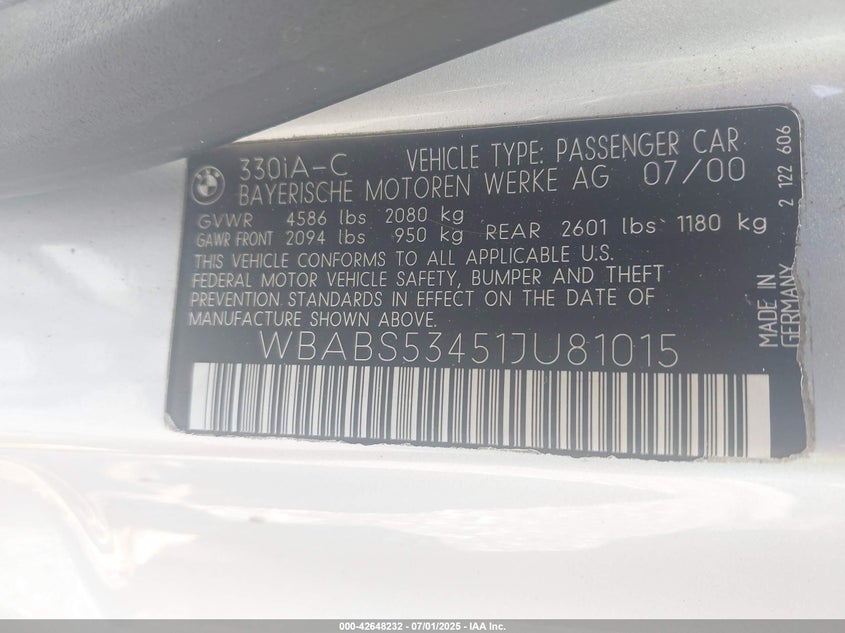 330iA-C VEHICLE TYPE: PASSENGER CAR
BAYERISCHE MOTOREN WERKE AG 07/00
GVWR 4586 lbs 2080 kg
GAWR FRONT 2094 lbs 950 kg REAR 2601 lbs 1180 kg
THIS VEHICLE CONFORMS TO ALL APPLICABLE U.S.
FEDERAL MOTOR VEHICLE SAFETY, BUMPER AND THEFT
PREVENTION STANDARDS IN EFFECT ON THE DATE OF
MANUFACTURE SHOWN ABOVE.
WBABS53451JU81015
2 122 606
MADE IN
GERMANY
000-42648232 - 07/01/2025 - IAA Inc.